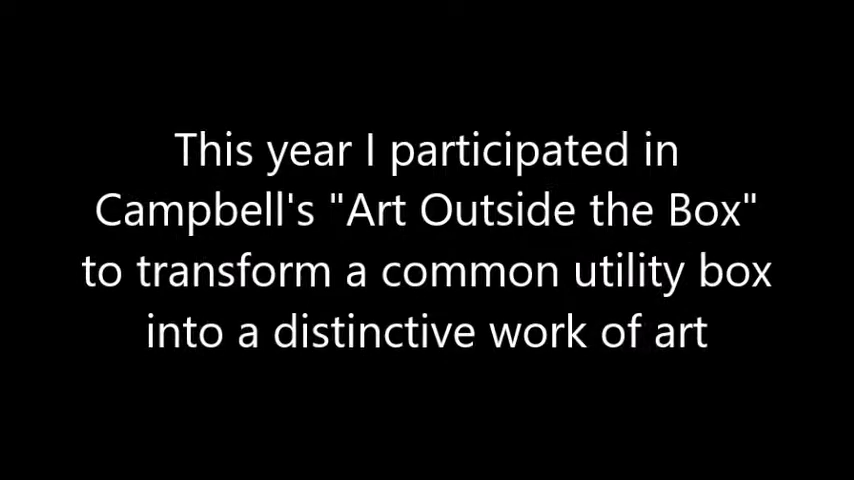 This year I participated in
Campbell's "Art Outside the Box"
to transform a common utility box
into a distinctive work of art